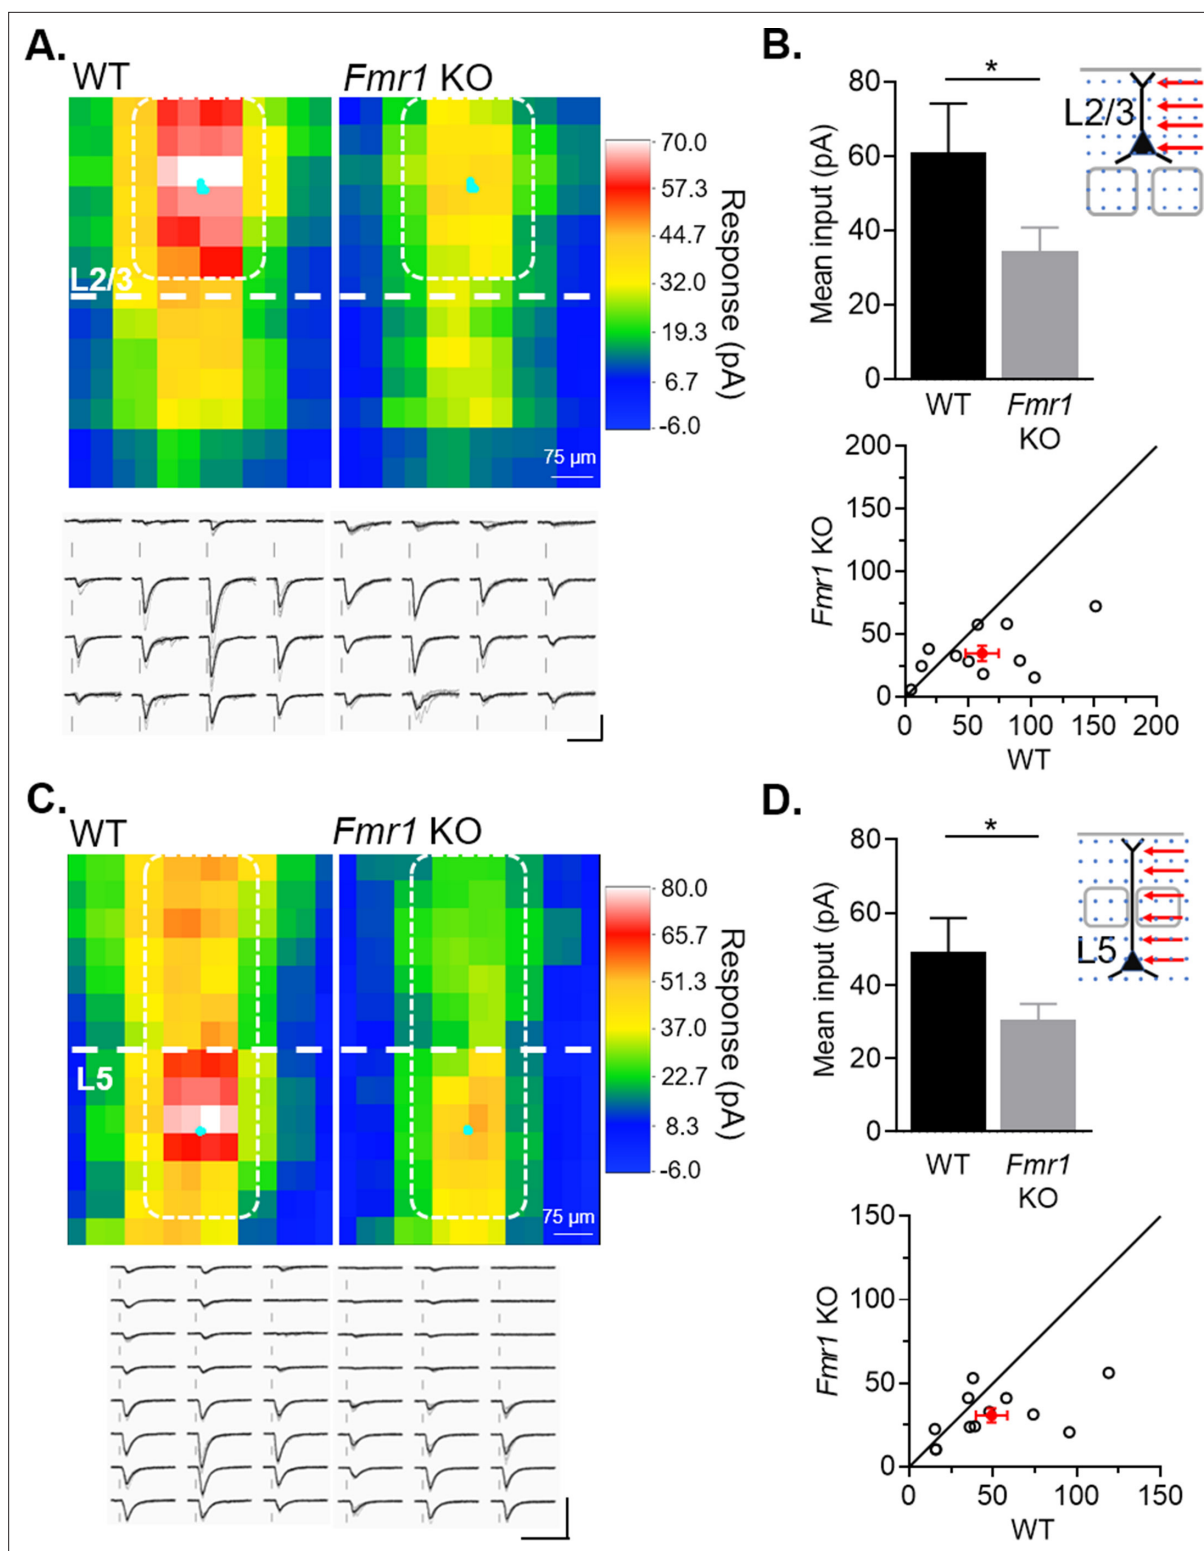 A.
WT
Fmr1 KO
L2/3
75 µm
70.0
57.3
44.7
32.0
19.3
6.7
-6.0
Response (pA)
B.
*
80
60
40
20
0
Mean input (pA)
WT
Fmr1
KO
L2/3
200
150
100
50
0
Fmr1 KO
0 50 100 150 200
WT
C.
WT
Fmr1 KO
L5
75 µm
80.0
65.7
51.3
37.0
22.7
8.3
-6.0
Response (pA)
D.
*
80
60
40
20
0
Mean input (pA)
WT
Fmr1
KO
L5
150
100
50
0
Fmr1 KO
0 50 100 150
WT